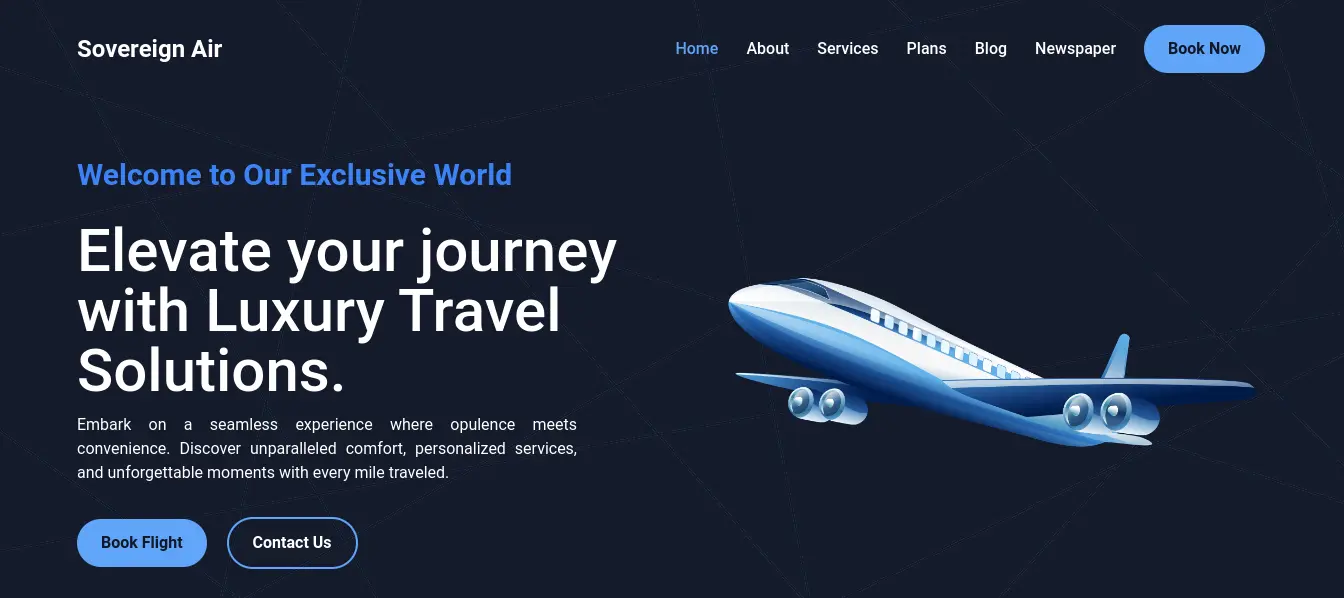 Sovereign Air
Home About Services Plans Blog Newspaper Book Now
Welcome to Our Exclusive World
Elevate your journey
with Luxury Travel
Solutions.
Embark on a seamless experience where opulence meets
convenience. Discover unparalleled comfort, personalized services,
and unforgettable moments with every mile traveled.
Book Flight Contact Us